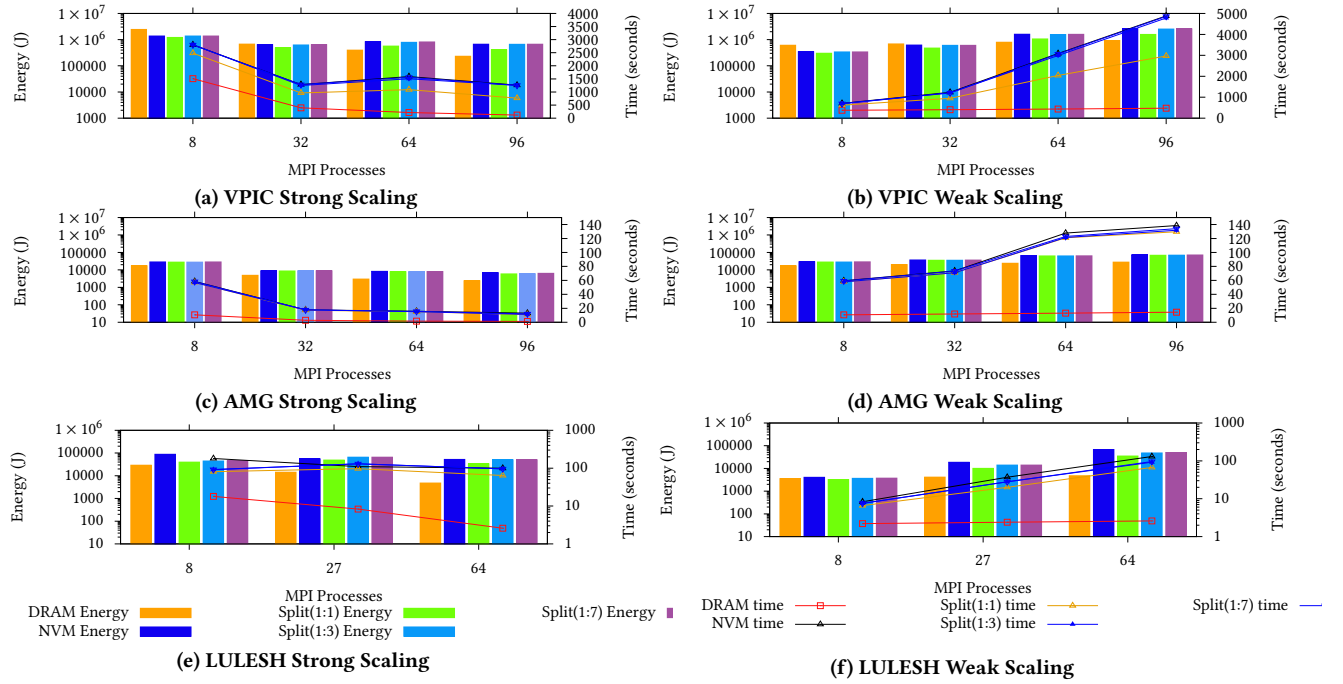 Energy (J)
1 × 10^7
1 × 10^6
100000
10000
1000
4000
3500
3000
2500
2000
1500
1000
500
0
Time (seconds)
8 32 64 96
MPI Processes
(a) VPIC Strong Scaling
Energy (J)
1 × 10^7
1 × 10^6
100000
10000
1000
5000
4000
3000
2000
1000
0
Time (seconds)
8 32 64 96
MPI Processes
(b) VPIC Weak Scaling
Energy (J)
1 × 10^7
1 × 10^6
100000
10000
1000
100
10
140
120
100
80
60
40
20
0
Time (seconds)
8 32 64 96
MPI Processes
(c) AMG Strong Scaling
Energy (J)
1 × 10^7
1 × 10^6
100000
10000
1000
100
10
140
120
100
80
60
40
20
0
Time (seconds)
8 32 64 96
MPI Processes
(d) AMG Weak Scaling
Energy (J)
1 × 10^6
100000
10000
1000
100
10
1000
100
10
1
Time (seconds)
8 27 64
MPI Processes
DRAM Energy Split(1:1) Energy Split(1:7) Energy
NVM Energy Split(1:3) Energy
(e) LULESH Strong Scaling
Energy (J)
1 × 10^6
100000
10000
1000
100
10
1000
100
10
1
Time (seconds)
8 27 64
MPI Processes
DRAM time Split(1:1) time Split(1:7) time
NVM time Split(1:3) time
(f) LULESH Weak Scaling